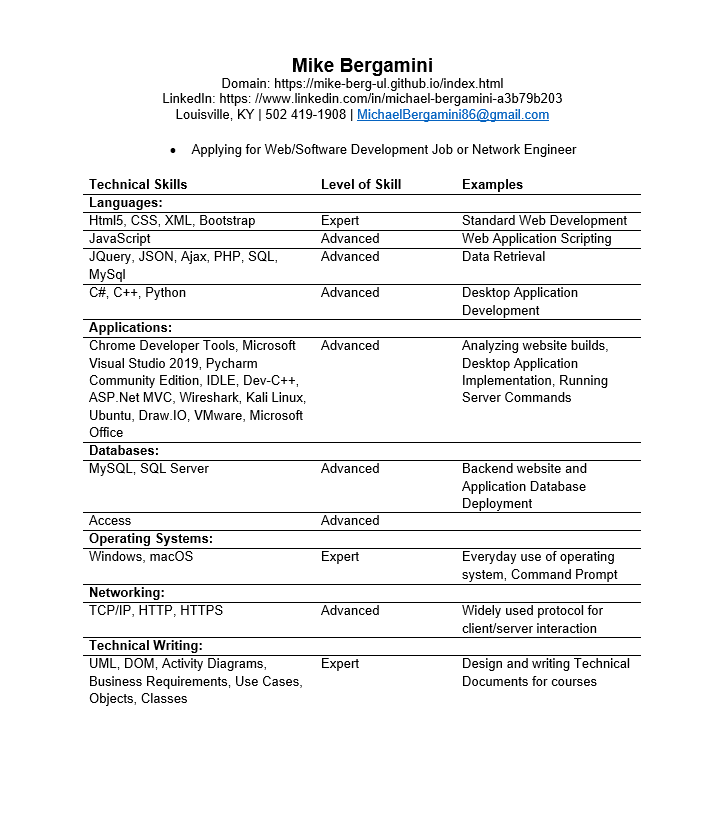 Mike Bergamini
Domain: https://mike-berg-ul.github.io/index.html
LinkedIn: https: //www.linkedin.com/in/michael-bergamini-a3b79b203
Louisville, KY | 502 419-1908 | MichaelBergamini86@gmail.com
• Applying for Web/Software Development Job or Network Engineer
Technical Skills Level of Skill Examples
Languages:
Html5, CSS, XML, Bootstrap Expert Standard Web Development
JavaScript Advanced Web Application Scripting
JQuery, JSON, Ajax, PHP, SQL, Advanced Data Retrieval
MySql
C#, C++, Python Advanced Desktop Application
Development
Applications:
Chrome Developer Tools, Microsoft Advanced Analyzing website builds,
Visual Studio 2019, Pycharm Desktop Application
Community Edition, IDLE, Dev-C++, Implementation, Running
ASP.Net MVC, Wireshark, Kali Linux, Server Commands
Ubuntu, Draw.IO, VMware, Microsoft
Office
Databases:
MySQL, SQL Server Advanced Backend website and
Application Database
Deployment
Access Advanced
Operating Systems:
Windows, macOS Expert Everyday use of operating
system, Command Prompt
Networking:
TCP/IP, HTTP, HTTPS Advanced Widely used protocol for
client/server interaction
Technical Writing:
UML, DOM, Activity Diagrams, Expert Design and writing Technical
Business Requirements, Use Cases, Documents for courses
Objects, Classes